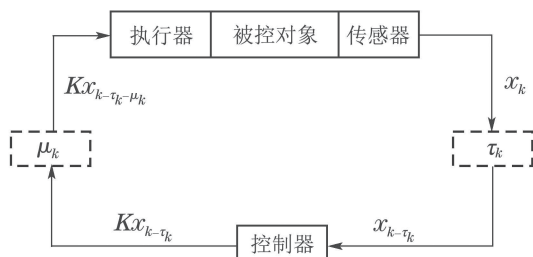 执行器 被控对象 传感器
Kx_{k-τ_k-μ_k}
x_k
μ_k
τ_k
Kx_{k-τ_k}
x_{k-τ_k}
控制器